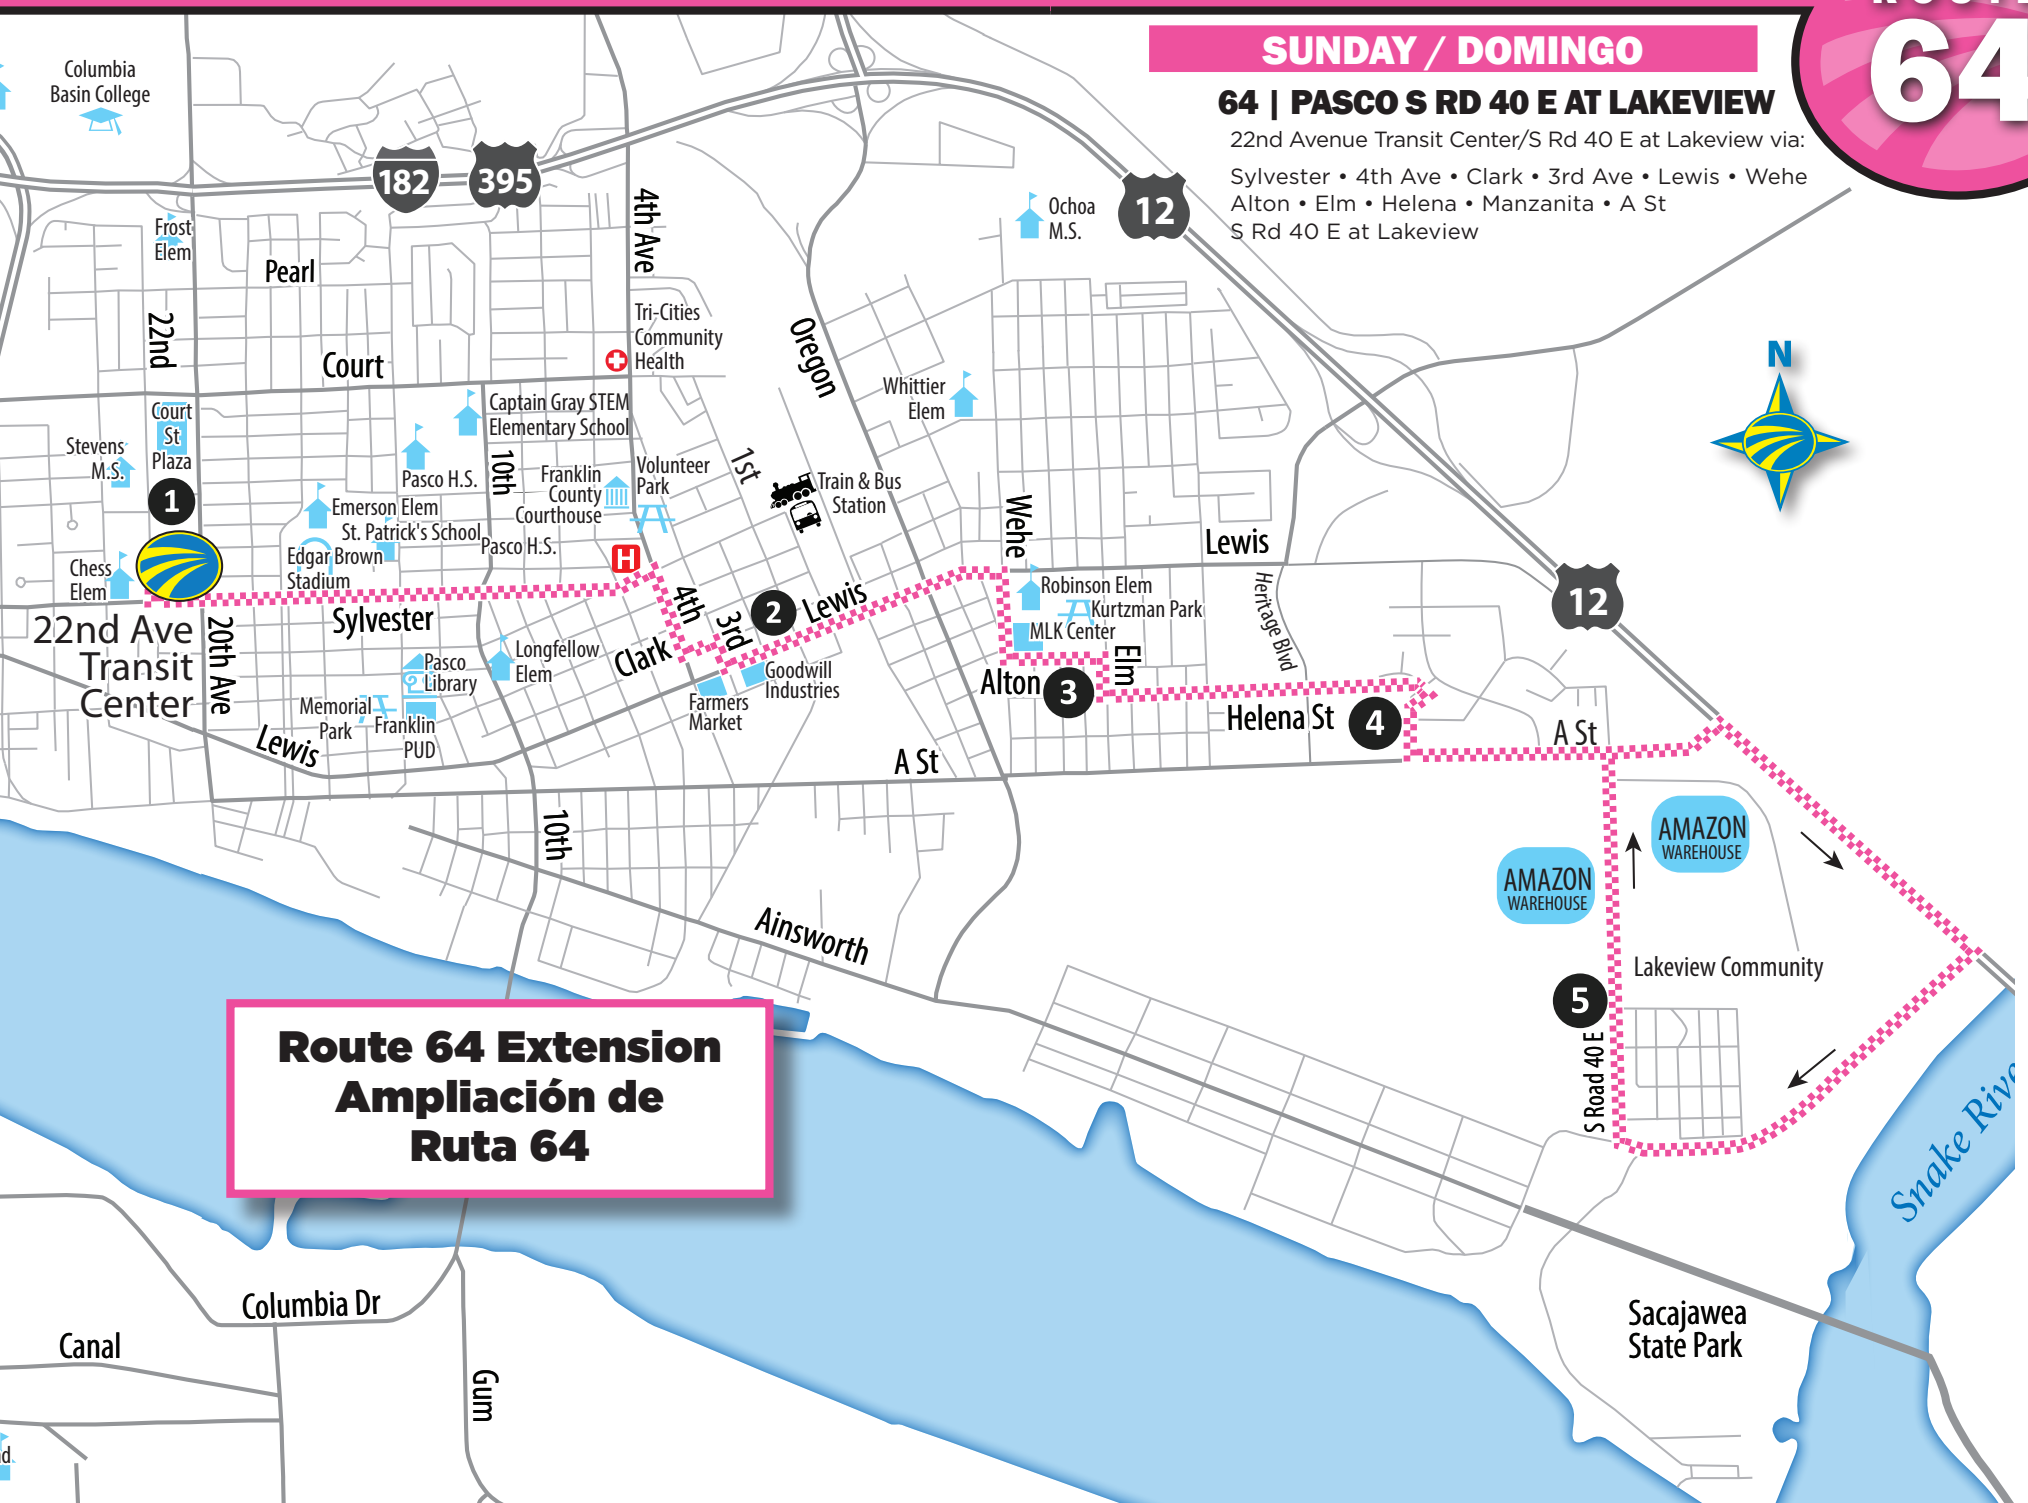 64
SUNDAY / DOMINGO
64 | PASCO S RD 40 E AT LAKEVIEW
22nd Avenue Transit Center/S Rd 40 E at Lakeview via:
Sylvester • 4th Ave • Clark • 3rd Ave • Lewis • Wehe
Alton • Elm • Helena • Manzanita • A St
S Rd 40 E at Lakeview
Columbia
Basin College
182
395
12
Ochoa
M.S.
4th Ave
Frost
Elem
Pearl
22nd
Court
Tri-Cities
Community
Health
Oregon
N
Whittier
Elem
Captain Gray STEM
Elementary School
Court
St
Plaza
Stevens
M.S.
1
Pasco H.S.
10th
Franklin
County
Courthouse
Volunteer
Park
1st
Train & Bus
Station
Emerson Elem
St. Patrick's School
Pasco H.S.
Edgar Brown
Stadium
H
Wehe
Lewis
Chess
Elem
Heritage Blvd
12
Robinson Elem
Kurtzman Park
MLK Center
22nd Ave
Transit
Center
20th Ave
Sylvester
4th
3rd
2
Lewis
Clark
Longfellow
Elem
Pasco
Library
Memorial
Park
Franklin
PUD
Goodwill
Industries
Farmers
Market
Alton
3
Elm
Helena St
4
A St
Lewis
A St
10th
AMAZON
WAREHOUSE
AMAZON
WAREHOUSE
Ainsworth
Lakeview Community
5
S Road 40 E
Route 64 Extension
Ampliación de
Ruta 64
Snake Rive
Columbia Dr
Canal
Gum
Sacajawea
State Park
d